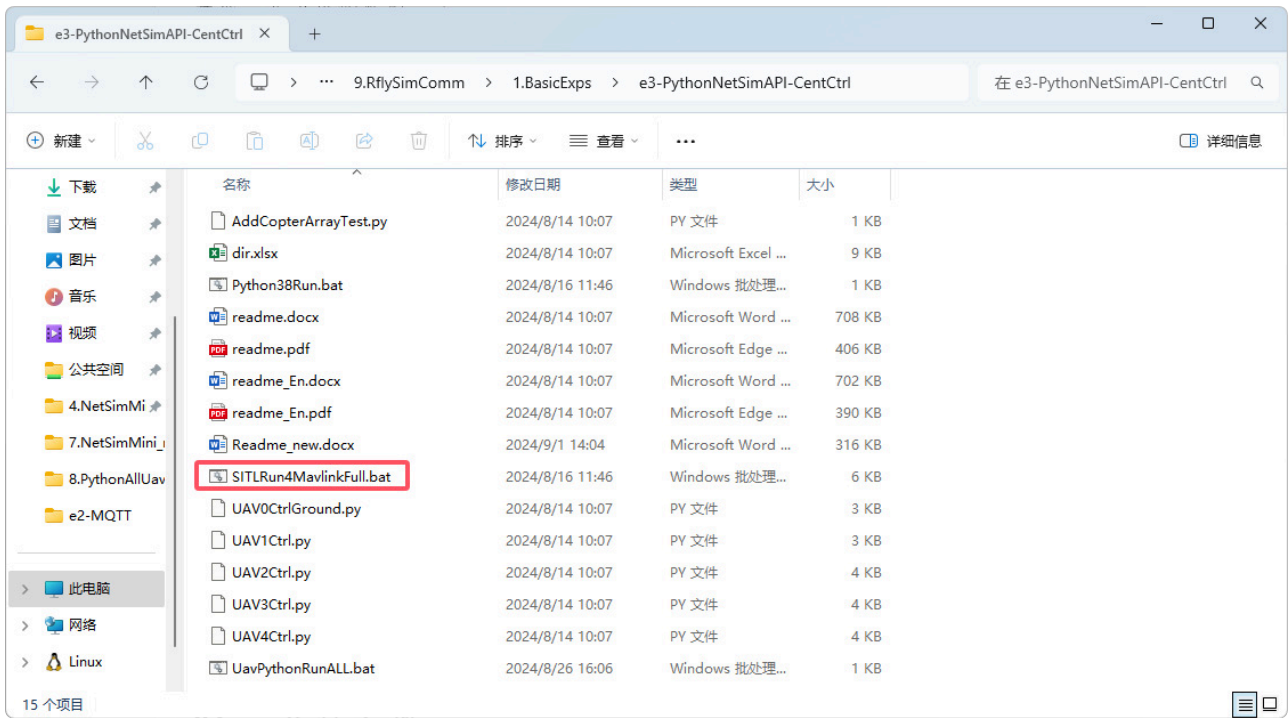 e3-PythonNetSimAPI-CentCtrl
9.RflySimComm > 1.BasicExps > e3-PythonNetSimAPI-CentCtrl
在 e3-PythonNetSimAPI-CentCtrl
新建 排序 查看 ... 详细信息
下载
文档
图片
音乐
视频
公共空间
4.NetSimMi
7.NetSimMini_
8.PythonAllUav
e2-MQTT
此电脑
网络
Linux
名称 修改日期 类型 大小
AddCopterArrayTest.py 2024/8/14 10:07 PY 文件 1 KB
dir.xlsx 2024/8/14 10:07 Microsoft Excel ... 9 KB
Python38Run.bat 2024/8/16 11:46 Windows 批处理... 1 KB
readme.docx 2024/8/14 10:07 Microsoft Word ... 708 KB
readme.pdf 2024/8/14 10:07 Microsoft Edge ... 406 KB
readme_En.docx 2024/8/14 10:07 Microsoft Word ... 702 KB
readme_En.pdf 2024/8/14 10:07 Microsoft Edge ... 390 KB
Readme_new.docx 2024/9/1 14:04 Microsoft Word ... 316 KB
SITLRun4MavlinkFull.bat 2024/8/16 11:46 Windows 批处理... 6 KB
UAV0CtrlGround.py 2024/8/14 10:07 PY 文件 3 KB
UAV1Ctrl.py 2024/8/14 10:07 PY 文件 3 KB
UAV2Ctrl.py 2024/8/14 10:07 PY 文件 4 KB
UAV3Ctrl.py 2024/8/14 10:07 PY 文件 4 KB
UAV4Ctrl.py 2024/8/14 10:07 PY 文件 4 KB
UavPythonRunALL.bat 2024/8/26 16:06 Windows 批处理... 1 KB
15 个项目